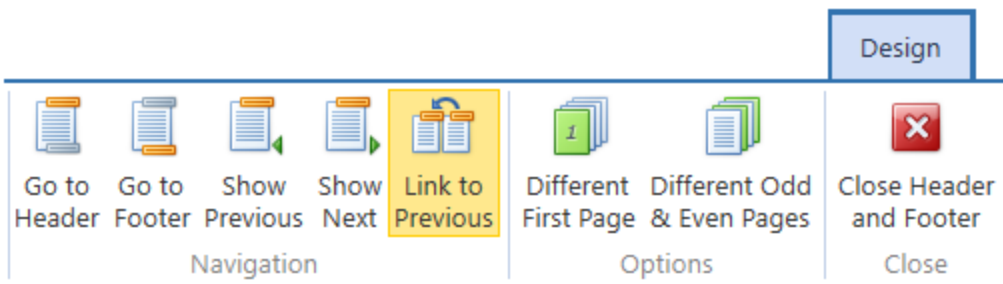 Design
Go to
Header
Go to
Footer
Show
Previous
Show
Next
Link to
Previous
1
Different
First Page
Different Odd
& Even Pages
Close Header
and Footer
Navigation
Options
Close